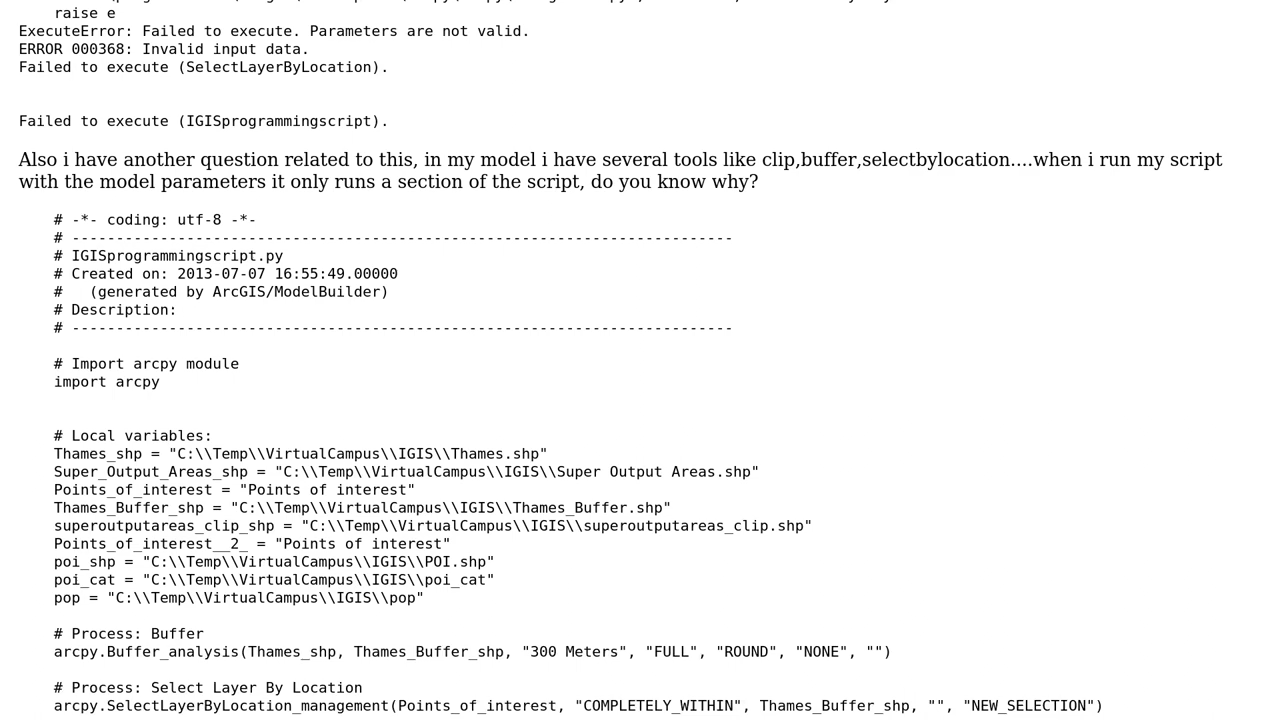 raise e
ExecuteError: Failed to execute. Parameters are not valid.
ERROR 000368: Invalid input data.
Failed to execute (SelectLayerByLocation).
Failed to execute (IGISprogrammingscript).
Also i have another question related to this, in my model i have several tools like clip,buffer,selectbylocation....when i run my script
with the model parameters it only runs a section of the script, do you know why?
# -*- coding: utf-8 -*-
# ---------------------------------------------------------------------------
# IGISprogrammingscript.py
# Created on: 2013-07-07 16:55:49.00000
#   (generated by ArcGIS/ModelBuilder)
# Description:
# ---------------------------------------------------------------------------
# Import arcpy module
import arcpy
# Local variables:
Thames_shp = "C:\\Temp\\VirtualCampus\\IGIS\\Thames.shp"
Super_Output_Areas_shp = "C:\\Temp\\VirtualCampus\\IGIS\\Super Output Areas.shp"
Points_of_interest = "Points of interest"
Thames_Buffer_shp = "C:\\Temp\\VirtualCampus\\IGIS\\Thames_Buffer.shp"
superoutputareas_clip_shp = "C:\\Temp\\VirtualCampus\\IGIS\\superoutputareas_clip.shp"
Points_of_interest__2_ = "Points of interest"
poi_shp = "C:\\Temp\\VirtualCampus\\IGIS\\POI.shp"
poi_cat = "C:\\Temp\\VirtualCampus\\IGIS\\poi_cat"
pop = "C:\\Temp\\VirtualCampus\\IGIS\\pop"
# Process: Buffer
arcpy.Buffer_analysis(Thames_shp, Thames_Buffer_shp, "300 Meters", "FULL", "ROUND", "NONE", "")
# Process: Select Layer By Location
arcpy.SelectLayerByLocation_management(Points_of_interest, "COMPLETELY_WITHIN", Thames_Buffer_shp, "", "NEW_SELECTION")